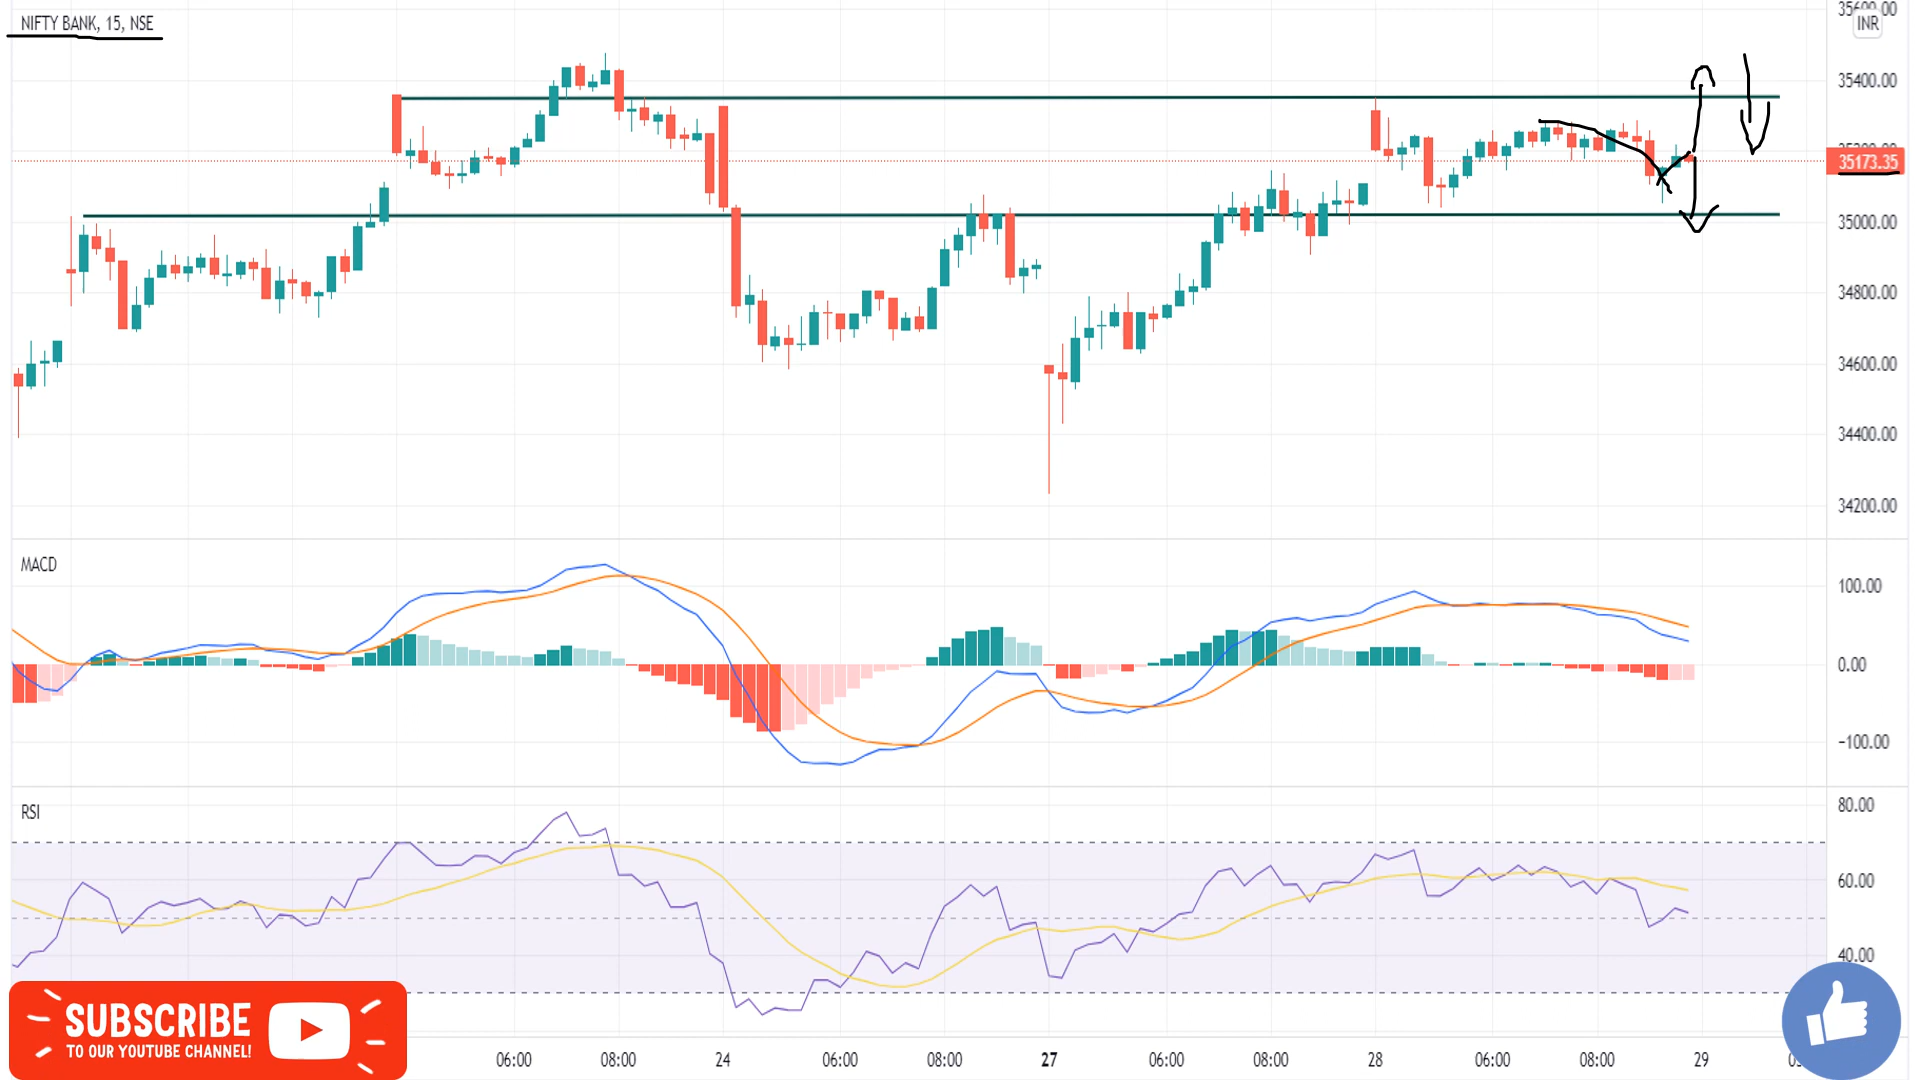 NIFTY BANK, 15, NSE
INR
35400.00
35173.35
35000.00
34800.00
34600.00
34400.00
34200.00
MACD
100.00
0.00
-100.00
RSI
80.00
60.00
40.00
SUBSCRIBE
TO OUR YOUTUBE CHANNEL!
06:00 08:00 24 06:00 08:00 27 06:00 08:00 28 06:00 08:00 29